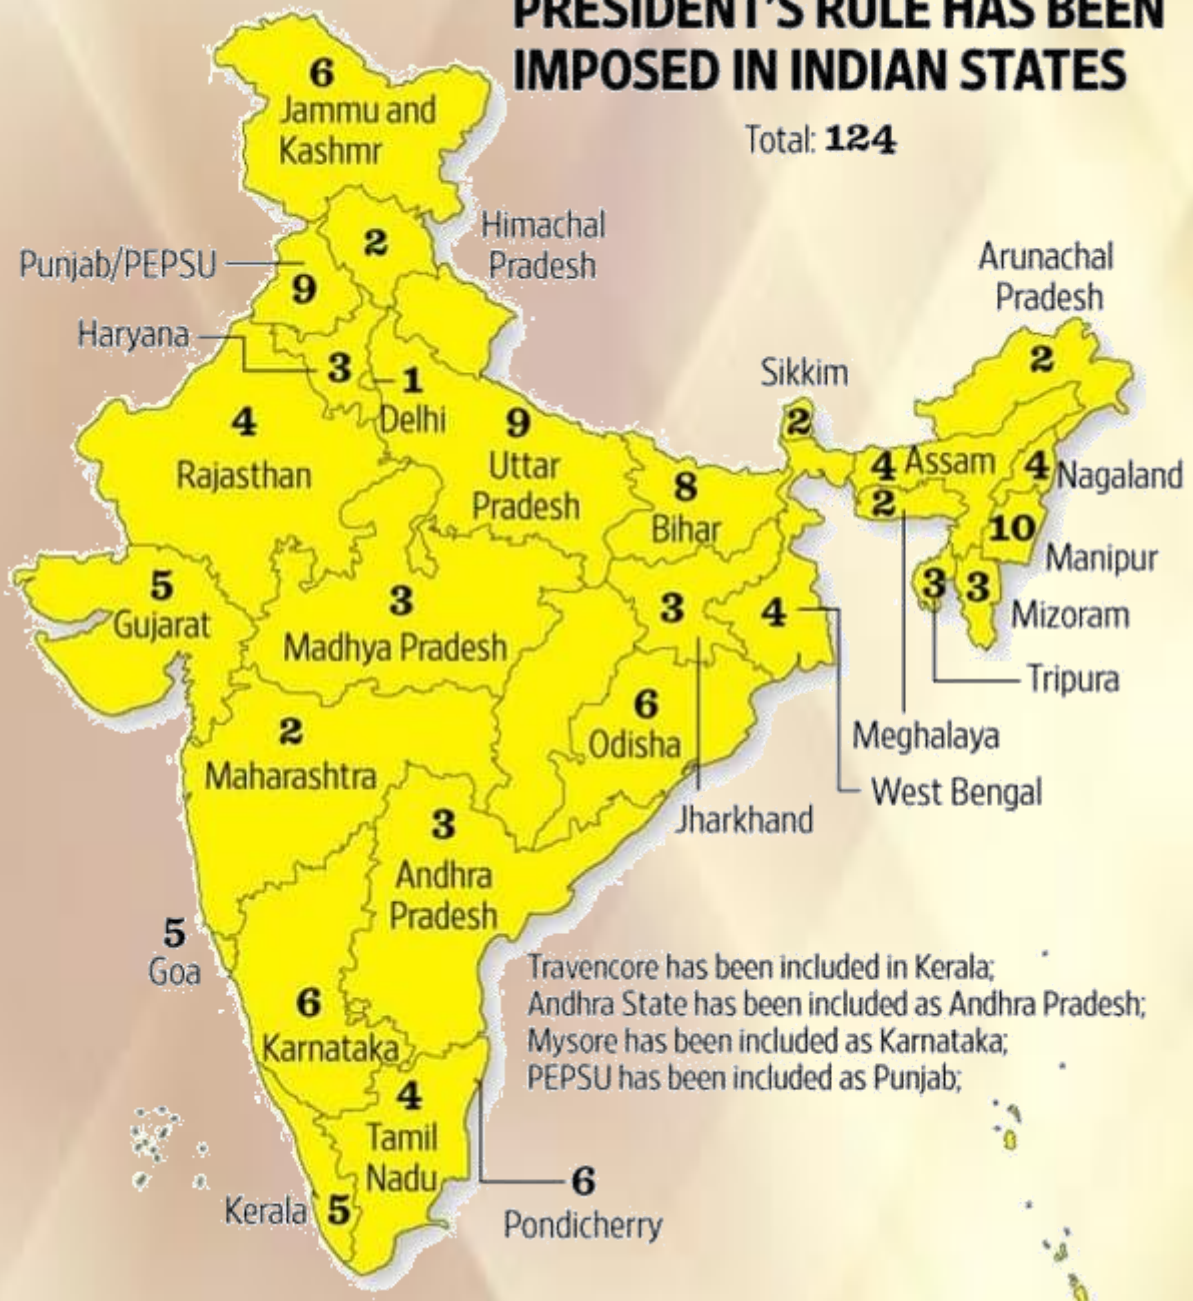 PRESIDENT'S RULE HAS BEEN
IMPOSED IN INDIAN STATES
Total: 124
6
Jammu and
Kashmr
2
Himachal
Pradesh
Punjab/PEPSU
9
Haryana
3
1
Delhi
4
Rajasthan
9
Uttar
Pradesh
8
Bihar
Sikkim
2
Arunachal
Pradesh
2
4 Assam
4 Nagaland
2
10
Manipur
3
3
Mizoram
Tripura
Meghalaya
5
Gujarat
3
Madhya Pradesh
3
4
West Bengal
Jharkhand
6
Odisha
2
Maharashtra
3
Andhra
Pradesh
5
Goa
6
Karnataka
4
Tamil
Nadu
Kerala 5
6
Pondicherry
Travencore has been included in Kerala;
Andhra State has been included as Andhra Pradesh;
Mysore has been included as Karnataka;
PEPSU has been included as Punjab;